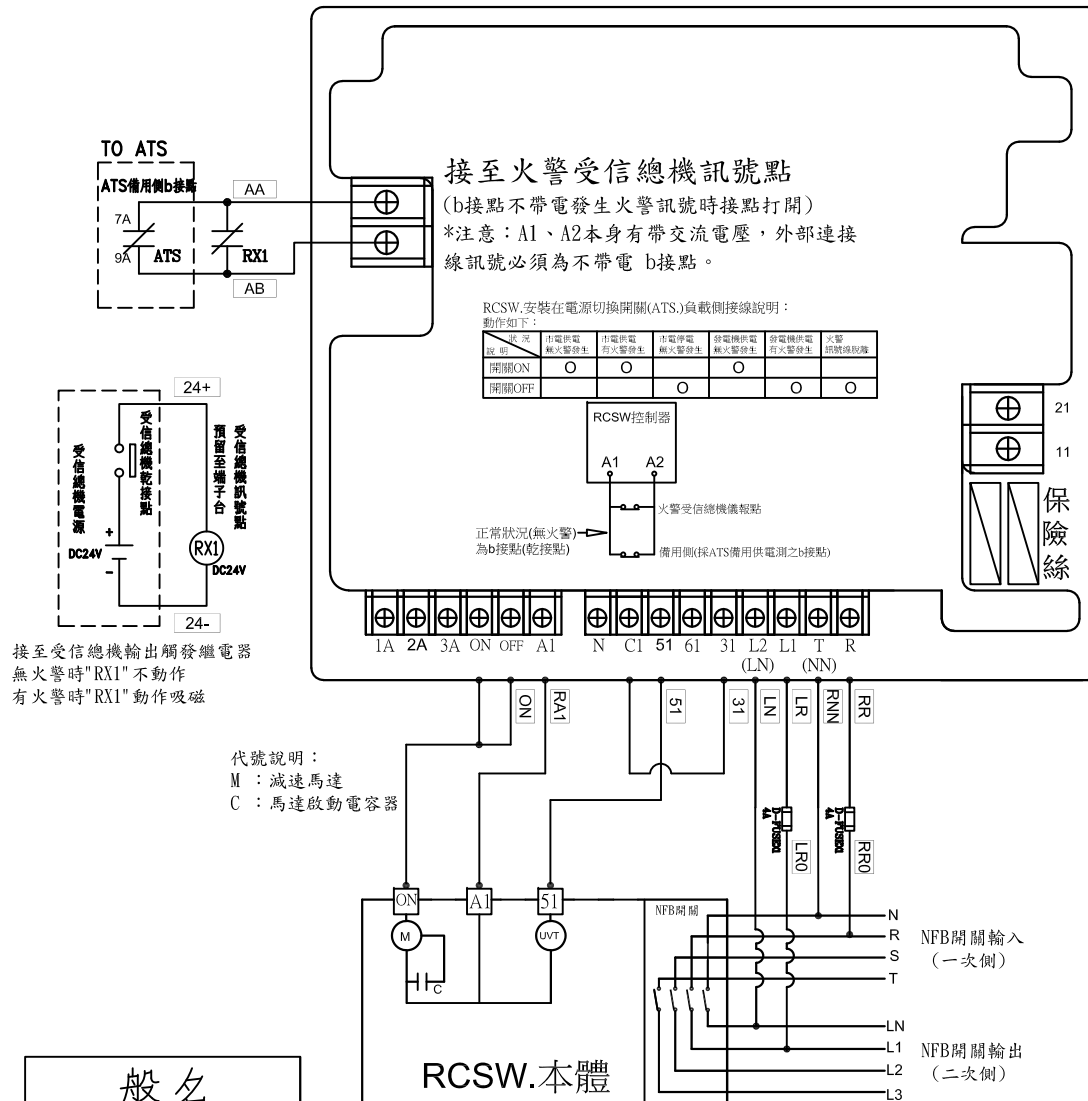 TO ATS
ATS備用側b接點
7A
9A
ATS
RX1
AA
AB
接至火警受信總機訊號點
(b接點不帶電發生火警訊號時接點打開)
*注意：A1、A2本身有帶交流電壓，外部連接
線訊號必須為不帶電 b接點。
RCSW.安裝在電源切換開關(ATS.)負載側接線說明：
動作如下：
狀 況
說 明
市電供電
無火警發生
市電供電
有火警發生
市電停電
無火警發生
發電機供電
無火警發生
發電機供電
有火警發生
火警
訊號線脫離
開關ON O O O
開關OFF O O O
RCSW控制器
A1 A2
火警受信總機儀報點
正常狀況(無火警)
為b接點(乾接點)
備用側(採ATS備用供電測之b接點)
21
11
保險絲
24+
受信總機電源
受信總機乾接點
預留至端子台
受信總機訊號點
+
DC24V
-
RX1
DC24V
24-
接至受信總機輸出觸發繼電器
無火警時"RX1"不動作
有火警時"RX1"動作吸磁
1A 2A 3A ON OFF A1 N C1 51 61 31 L2 L1 T R
(LN) (NN)
ON
RA1
51
31
LN
LR
RNN
RR
代號說明：
M ：減速馬達
C ：馬達啟動電容器
D-FUSEx1
4A
D-FUSEx1
4A
LR0
RR0
ON
A1
51
M
UVT
C
NFB開關
N
R
S
T
NFB開關輸入
(一次側)
LN
L1
L2
L3
NFB開關輸出
(二次側)
RCSW.本體
般名